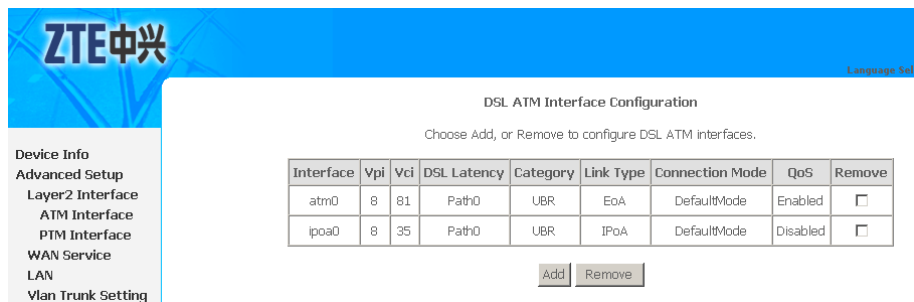 ZTE中兴
Language Sel
DSL ATM Interface Configuration
Choose Add, or Remove to configure DSL ATM interfaces.
Device Info
Advanced Setup
Layer2 Interface
ATM Interface
PTM Interface
WAN Service
LAN
Vlan Trunk Setting
Interface Vpi Vci DSL Latency Category Link Type Connection Mode QoS Remove
atm0 8 81 Path0 UBR EoA DefaultMode Enabled
ipoa0 8 35 Path0 UBR IPoA DefaultMode Disabled
Add Remove